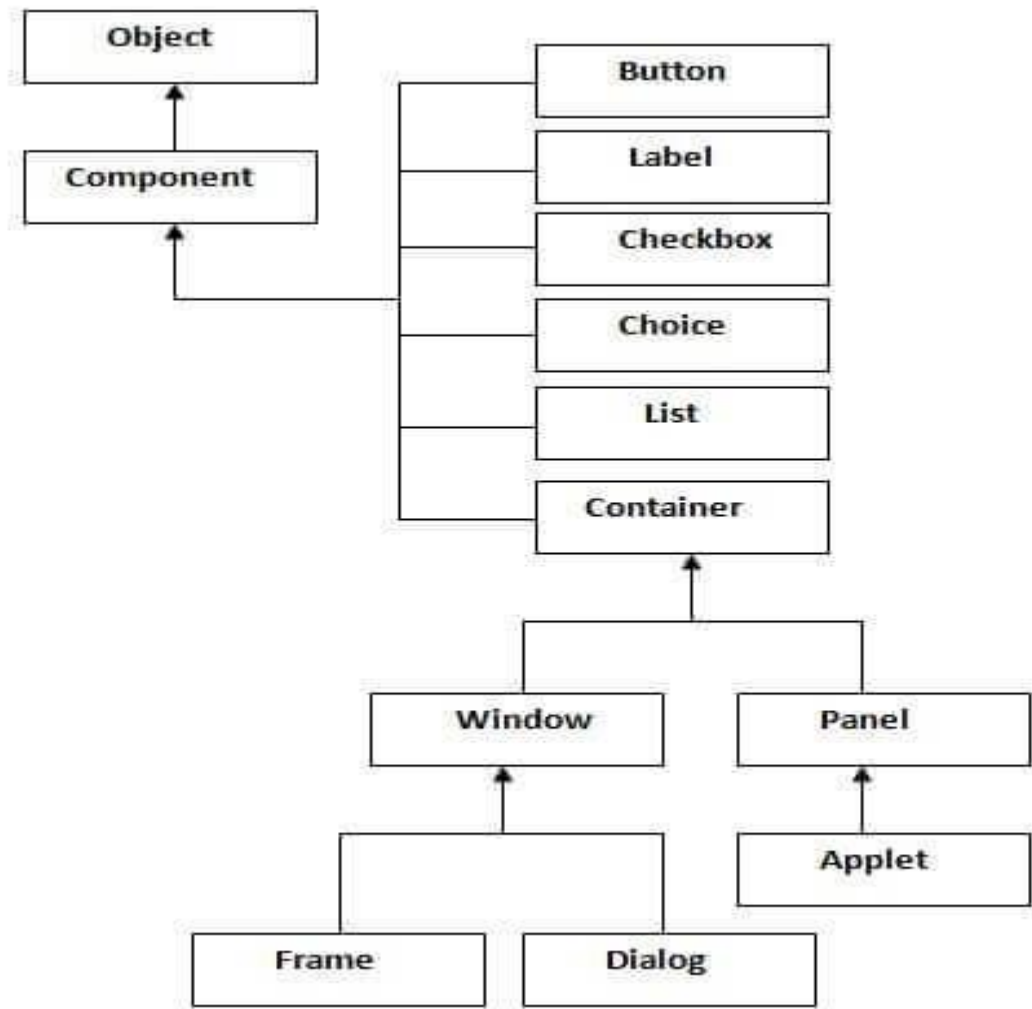 Object
Component
Button
Label
Checkbox
Choice
List
Container
Window
Panel
Applet
Frame
Dialog